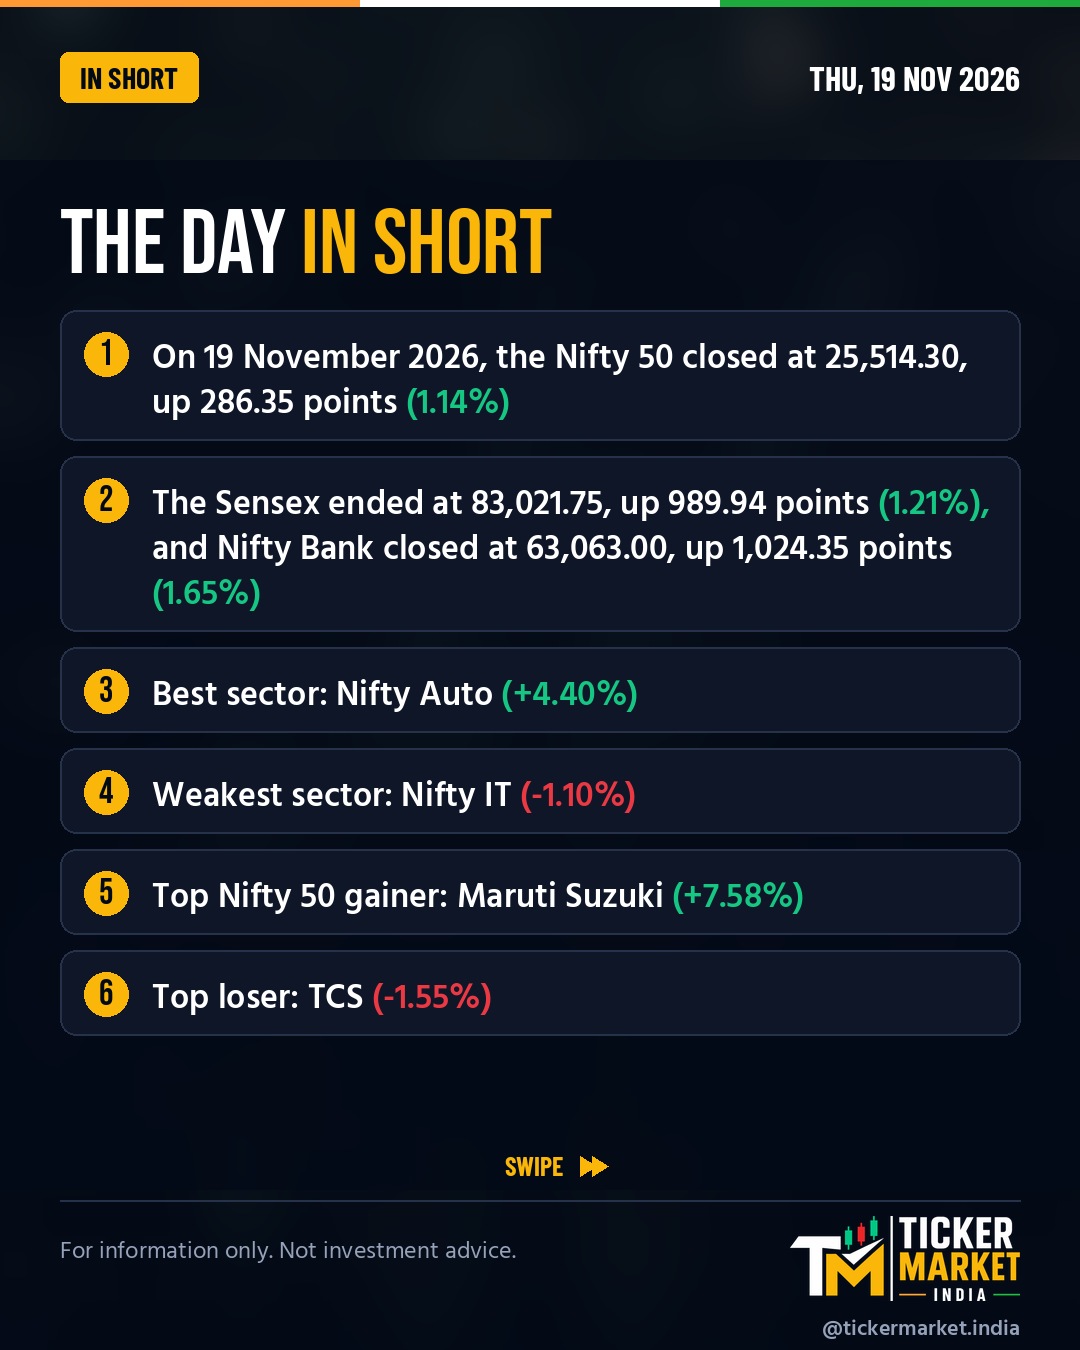 IN SHORT
THU, 19 NOV 2026
THE DAY IN SHORT
1
On 19 November 2026, the Nifty 50 closed at 25,514.30,
up 286.35 points (1.14%)
2
The Sensex ended at 83,021.75, up 989.94 points (1.21%),
and Nifty Bank closed at 63,063.00, up 1,024.35 points
(1.65%)
3
Best sector: Nifty Auto (+4.40%)
4
Weakest sector: Nifty IT (-1.10%)
5
Top Nifty 50 gainer: Maruti Suzuki (+7.58%)
6
Top loser: TCS (-1.55%)
SWIPE
For information only. Not investment advice.
TM
TICKER
MARKET
INDIA
@tickermarket.india